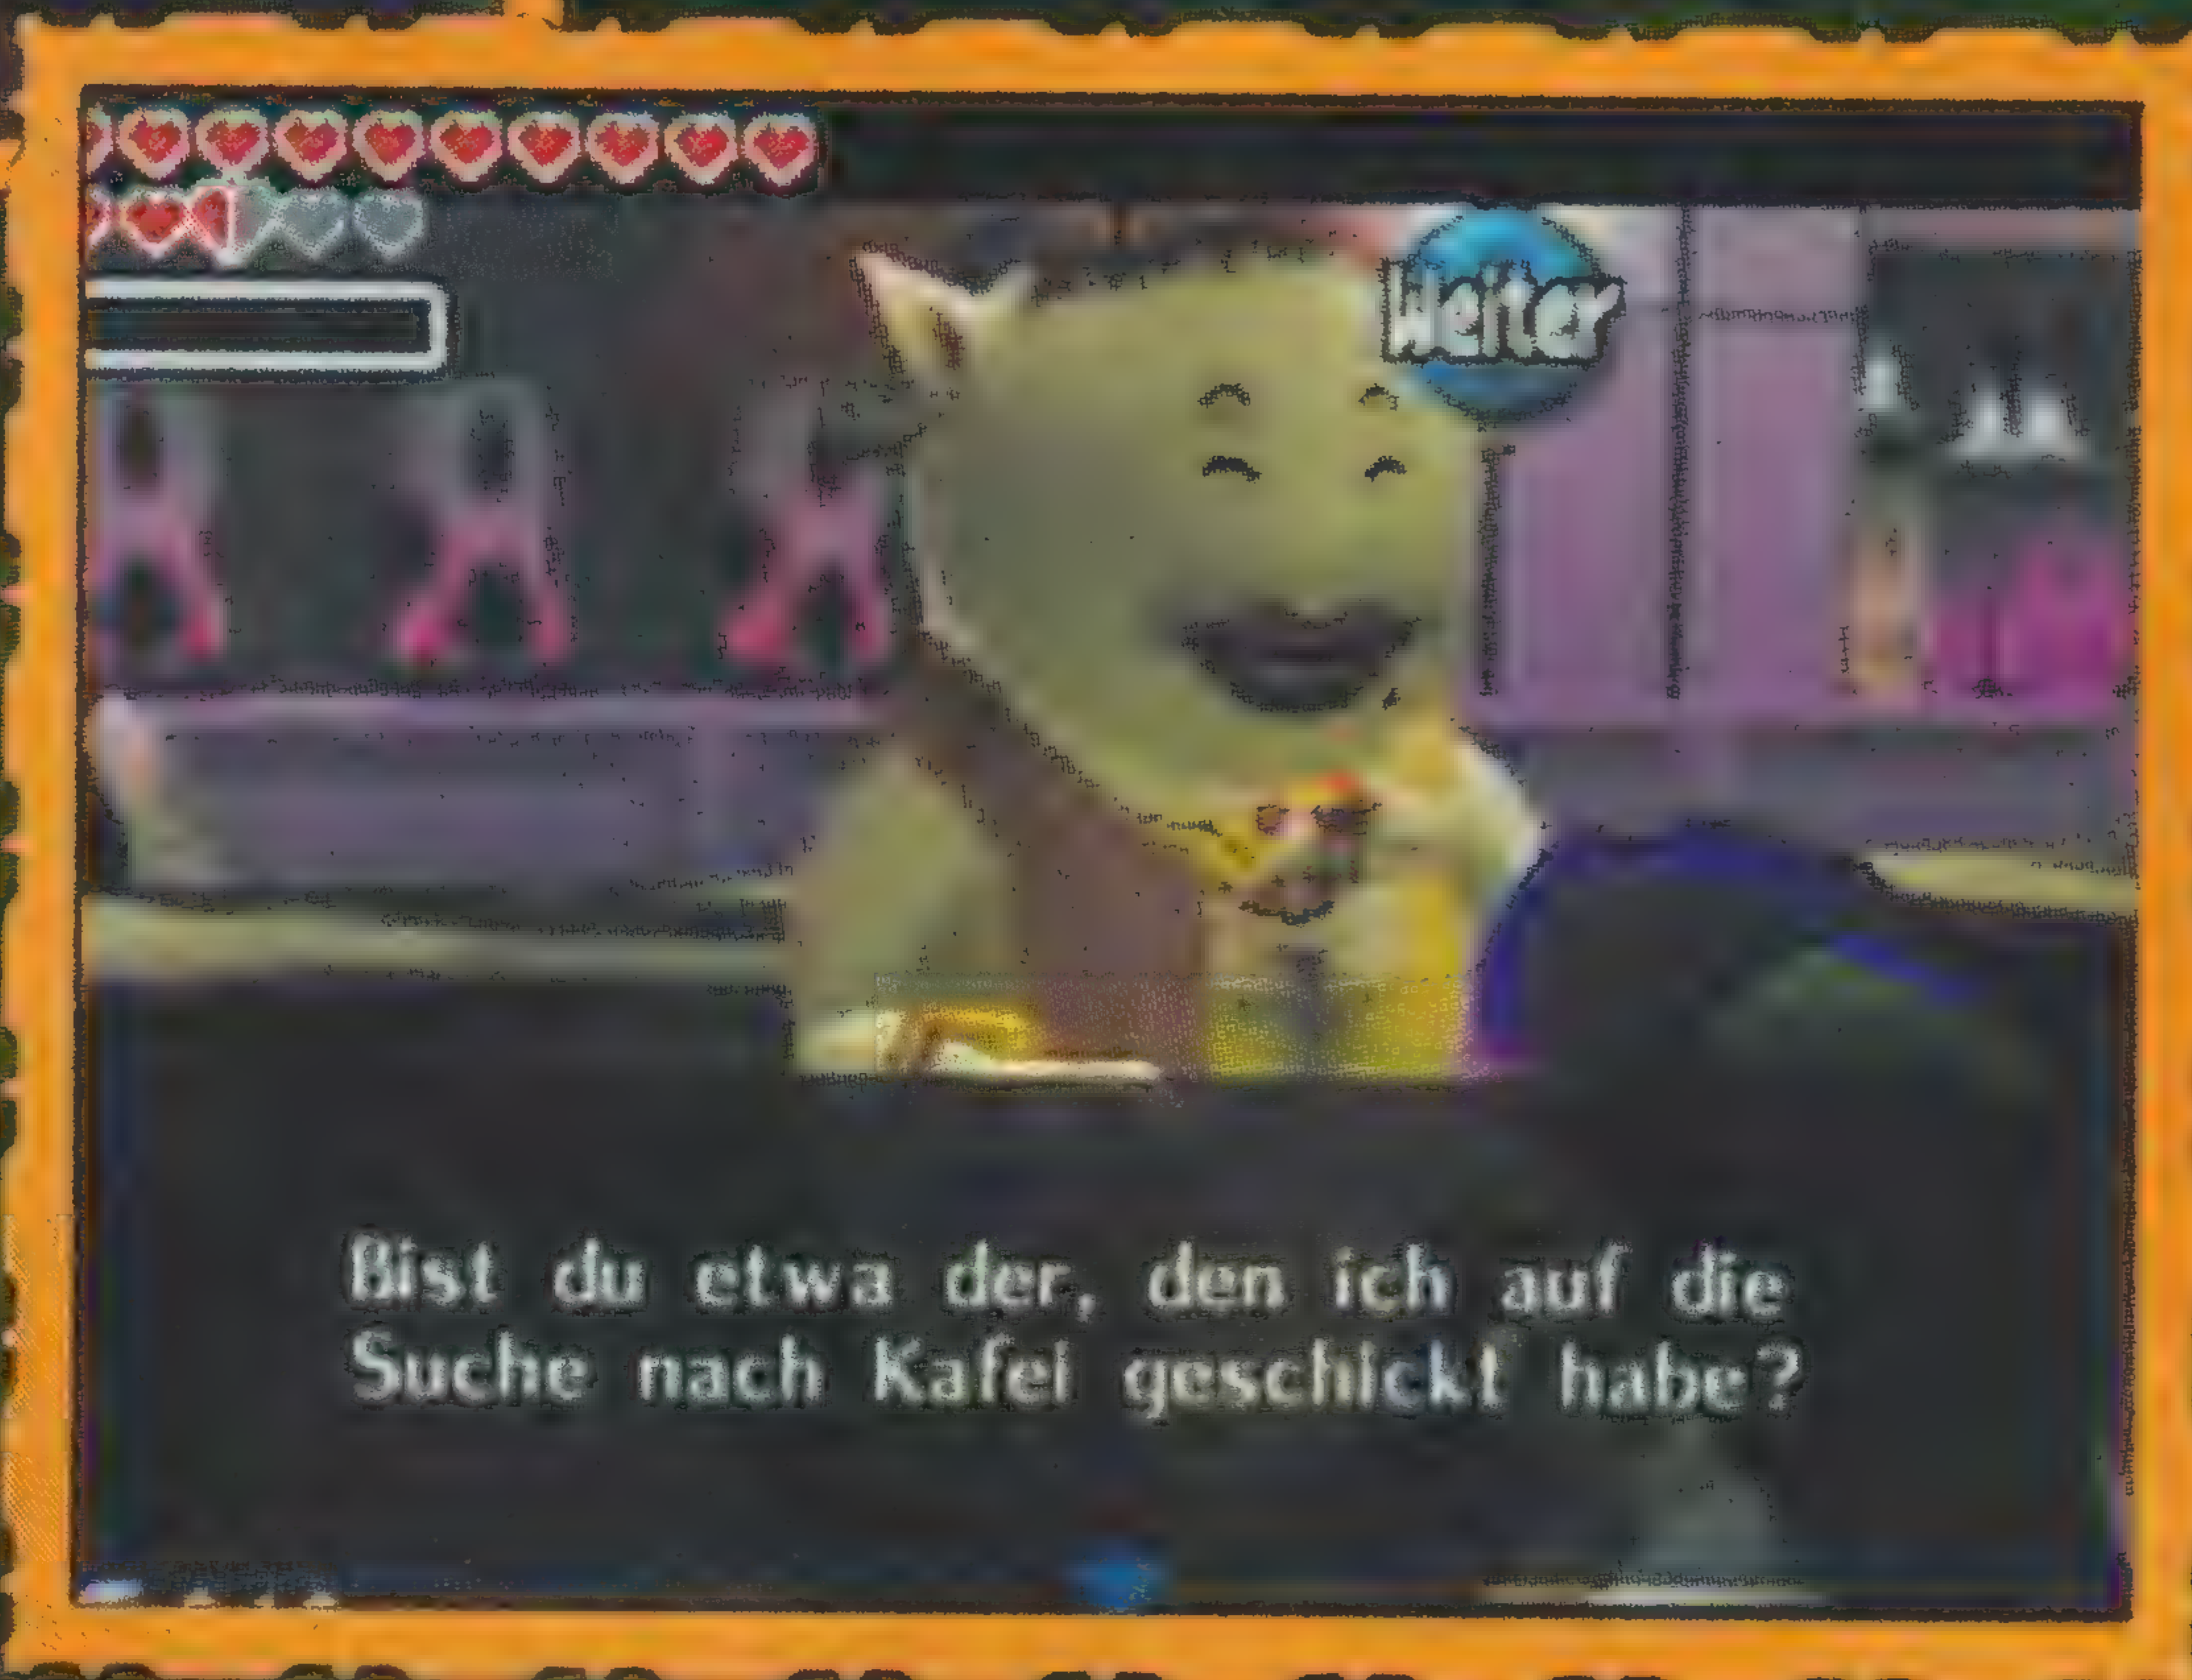 Weiter
Bist du etwa der, den ich auf die
Suche nach Kafei geschickt habe?